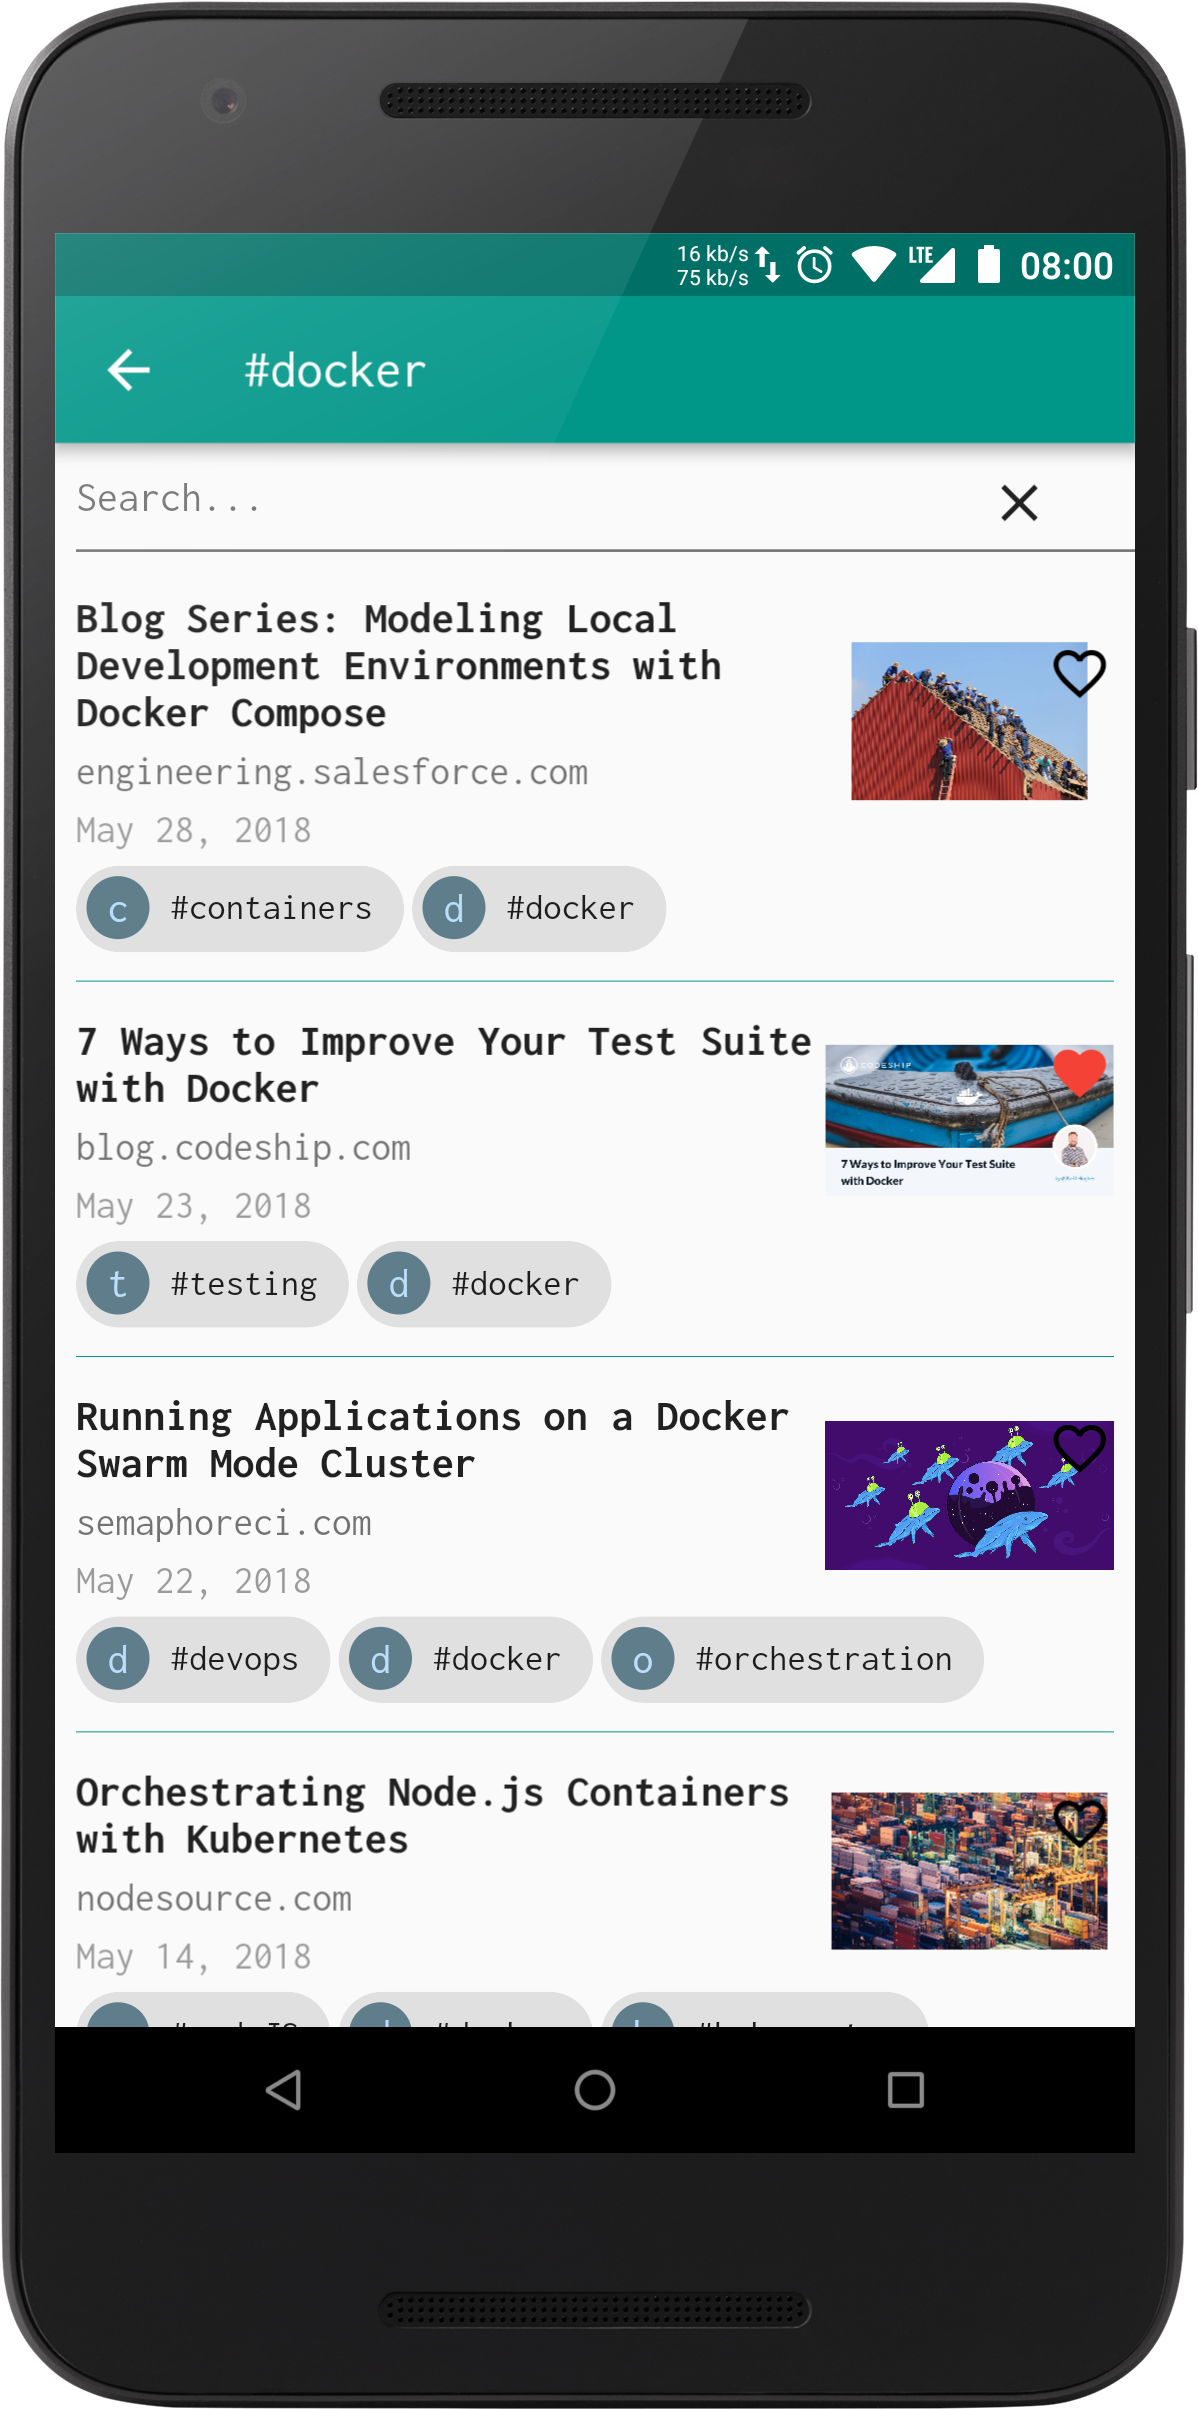 16 kb/s
75 kb/s
LTE
08:00
#docker
Search...
Blog Series: Modeling Local
Development Environments with
Docker Compose
engineering.salesforce.com
May 28, 2018
c #containers d #docker
7 Ways to Improve Your Test Suite
with Docker
CODESHIP
7 Ways to Improve Your Test Suite
with Docker
blog.codeship.com
May 23, 2018
t #testing d #docker
Running Applications on a Docker
Swarm Mode Cluster
semaphoreci.com
May 22, 2018
d #devops d #docker o #orchestration
Orchestrating Node.js Containers
with Kubernetes
nodesource.com
May 14, 2018